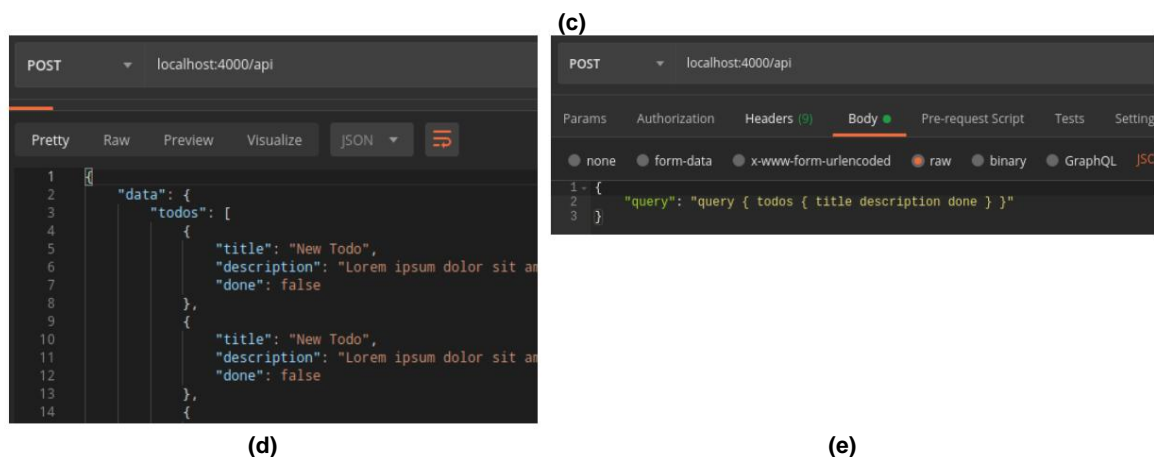 (c)
POST localhost:4000/api
Pretty Raw Preview Visualize JSON
1 {
2 "data": {
3 "todos": [
4 {
5 "title": "New Todo",
6 "description": "Lorem ipsum dolor sit
7 "done": false
8 },
9 {
10 "title": "New Todo",
11 "description": "Lorem ipsum dolor sit
12 "done": false
13 },
14 {
(d)
POST localhost:4000/api
Params Authorization Headers (9) Body Pre-request Script Tests Setting
none form-data x-www-form-urlencoded raw binary GraphQL
1 {
2 "query": "query { todos { title description done } }"
3 }
(e)